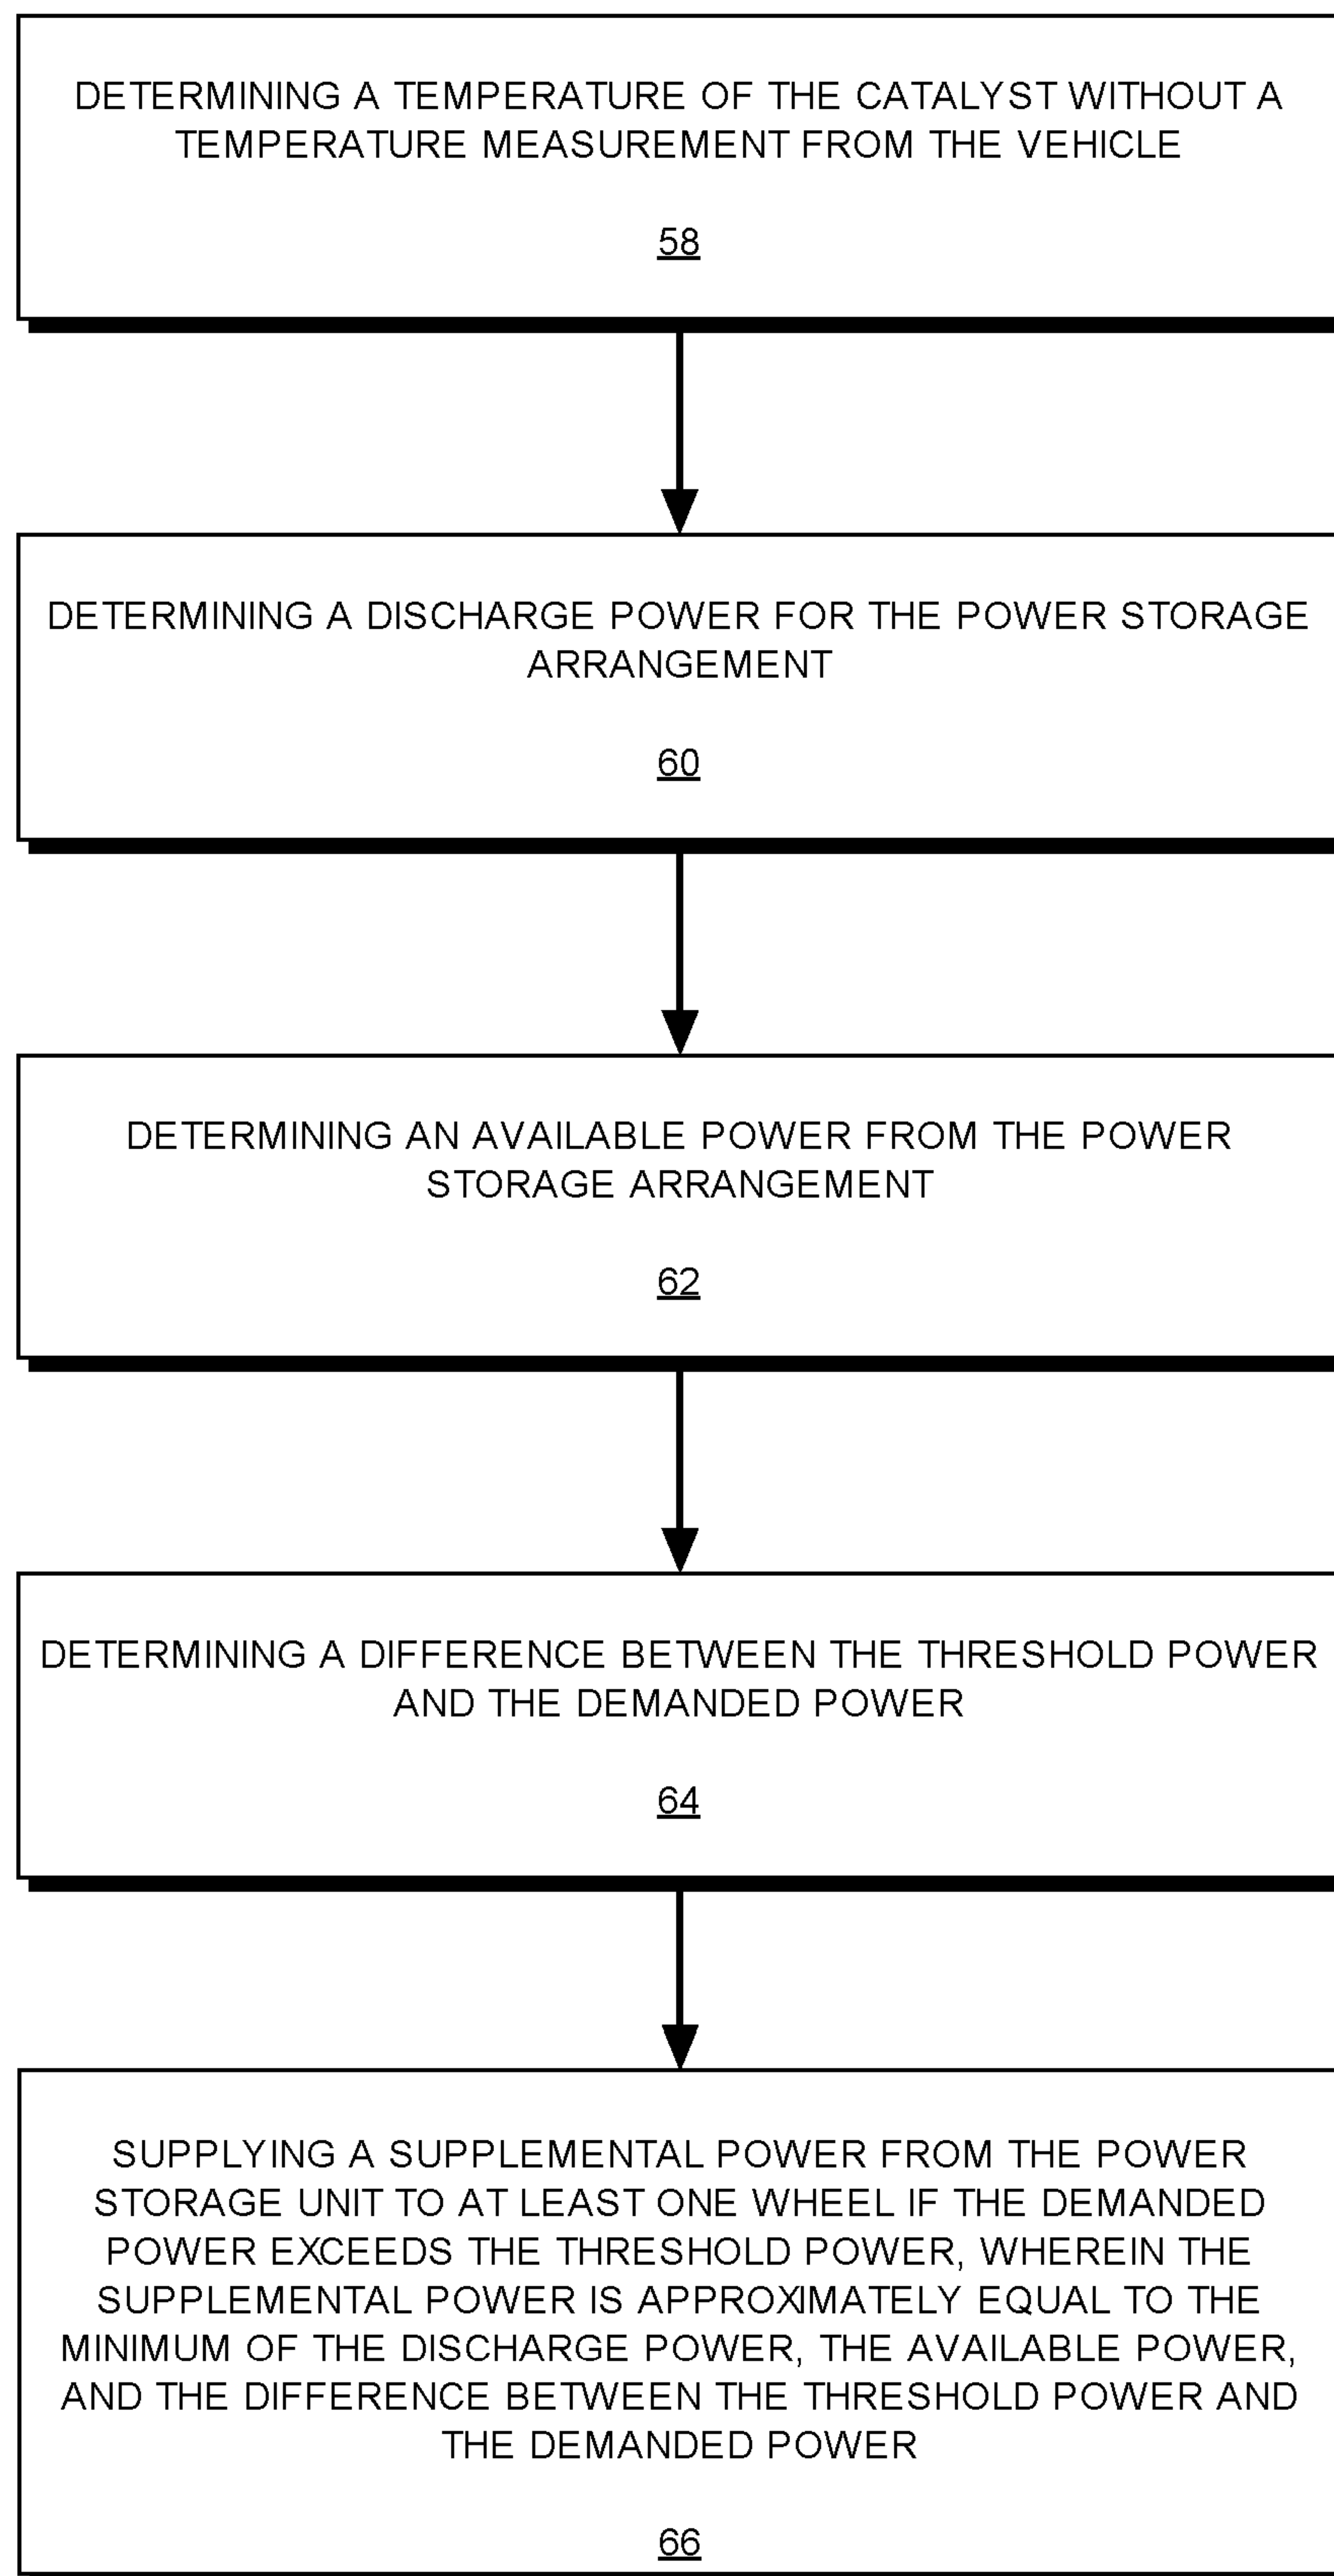 DETERMINING A TEMPERATURE OF THE CATALYST WITHOUT A
TEMPERATURE MEASUREMENT FROM THE VEHICLE
58
DETERMINING A DISCHARGE POWER FOR THE POWER STORAGE
ARRANGEMENT
60
DETERMINING AN AVAILABLE POWER FROM THE POWER
STORAGE ARRANGEMENT
62
DETERMINING A DIFFERENCE BETWEEN THE THRESHOLD POWER
AND THE DEMANDED POWER
64
SUPPLYING A SUPPLEMENTAL POWER FROM THE POWER
STORAGE UNIT TO AT LEAST ONE WHEEL IF THE DEMANDED
POWER EXCEEDS THE THRESHOLD POWER, WHEREIN THE
SUPPLEMENTAL POWER IS APPROXIMATELY EQUAL TO THE
MINIMUM OF THE DISCHARGE POWER, THE AVAILABLE POWER,
AND THE DIFFERENCE BETWEEN THE THRESHOLD POWER AND
THE DEMANDED POWER
66